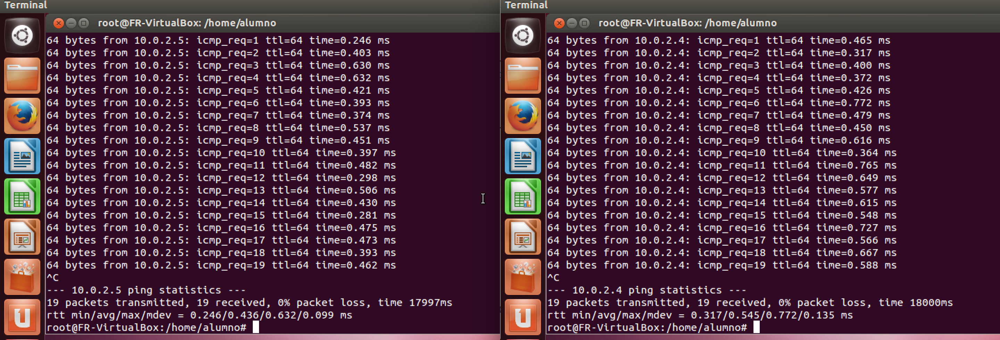 Terminal
root@FR-VirtualBox: /home/alumno
64 bytes from 10.0.2.5: icmp_req=1 ttl=64 time=0.246 ms
64 bytes from 10.0.2.5: icmp_req=2 ttl=64 time=0.403 ms
64 bytes from 10.0.2.5: icmp_req=3 ttl=64 time=0.630 ms
64 bytes from 10.0.2.5: icmp_req=4 ttl=64 time=0.632 ms
64 bytes from 10.0.2.5: icmp_req=5 ttl=64 time=0.421 ms
64 bytes from 10.0.2.5: icmp_req=6 ttl=64 time=0.393 ms
64 bytes from 10.0.2.5: icmp_req=7 ttl=64 time=0.374 ms
64 bytes from 10.0.2.5: icmp_req=8 ttl=64 time=0.537 ms
64 bytes from 10.0.2.5: icmp_req=9 ttl=64 time=0.451 ms
64 bytes from 10.0.2.5: icmp_req=10 ttl=64 time=0.397 ms
64 bytes from 10.0.2.5: icmp_req=11 ttl=64 time=0.482 ms
64 bytes from 10.0.2.5: icmp_req=12 ttl=64 time=0.298 ms
64 bytes from 10.0.2.5: icmp_req=13 ttl=64 time=0.506 ms
64 bytes from 10.0.2.5: icmp_req=14 ttl=64 time=0.430 ms
64 bytes from 10.0.2.5: icmp_req=15 ttl=64 time=0.281 ms
64 bytes from 10.0.2.5: icmp_req=16 ttl=64 time=0.475 ms
64 bytes from 10.0.2.5: icmp_req=17 ttl=64 time=0.473 ms
64 bytes from 10.0.2.5: icmp_req=18 ttl=64 time=0.393 ms
64 bytes from 10.0.2.5: icmp_req=19 ttl=64 time=0.462 ms
^C
--- 10.0.2.5 ping statistics ---
19 packets transmitted, 19 received, 0% packet loss, time 17997ms
rtt min/avg/max/mdev = 0.246/0.436/0.632/0.099 ms
root@FR-VirtualBox:/home/alumno#
Terminal
root@FR-VirtualBox: /home/alumno
64 bytes from 10.0.2.4: icmp_req=1 ttl=64 time=0.465 ms
64 bytes from 10.0.2.4: icmp_req=2 ttl=64 time=0.317 ms
64 bytes from 10.0.2.4: icmp_req=3 ttl=64 time=0.400 ms
64 bytes from 10.0.2.4: icmp_req=4 ttl=64 time=0.372 ms
64 bytes from 10.0.2.4: icmp_req=5 ttl=64 time=0.426 ms
64 bytes from 10.0.2.4: icmp_req=6 ttl=64 time=0.772 ms
64 bytes from 10.0.2.4: icmp_req=7 ttl=64 time=0.479 ms
64 bytes from 10.0.2.4: icmp_req=8 ttl=64 time=0.450 ms
64 bytes from 10.0.2.4: icmp_req=9 ttl=64 time=0.616 ms
64 bytes from 10.0.2.4: icmp_req=10 ttl=64 time=0.364 ms
64 bytes from 10.0.2.4: icmp_req=11 ttl=64 time=0.765 ms
64 bytes from 10.0.2.4: icmp_req=12 ttl=64 time=0.649 ms
64 bytes from 10.0.2.4: icmp_req=13 ttl=64 time=0.577 ms
64 bytes from 10.0.2.4: icmp_req=14 ttl=64 time=0.615 ms
64 bytes from 10.0.2.4: icmp_req=15 ttl=64 time=0.548 ms
64 bytes from 10.0.2.4: icmp_req=16 ttl=64 time=0.727 ms
64 bytes from 10.0.2.4: icmp_req=17 ttl=64 time=0.566 ms
64 bytes from 10.0.2.4: icmp_req=18 ttl=64 time=0.667 ms
64 bytes from 10.0.2.4: icmp_req=19 ttl=64 time=0.588 ms
^C
--- 10.0.2.4 ping statistics ---
19 packets transmitted, 19 received, 0% packet loss, time 18000ms
rtt min/avg/max/mdev = 0.317/0.545/0.772/0.135 ms
root@FR-VirtualBox:/home/alumno#